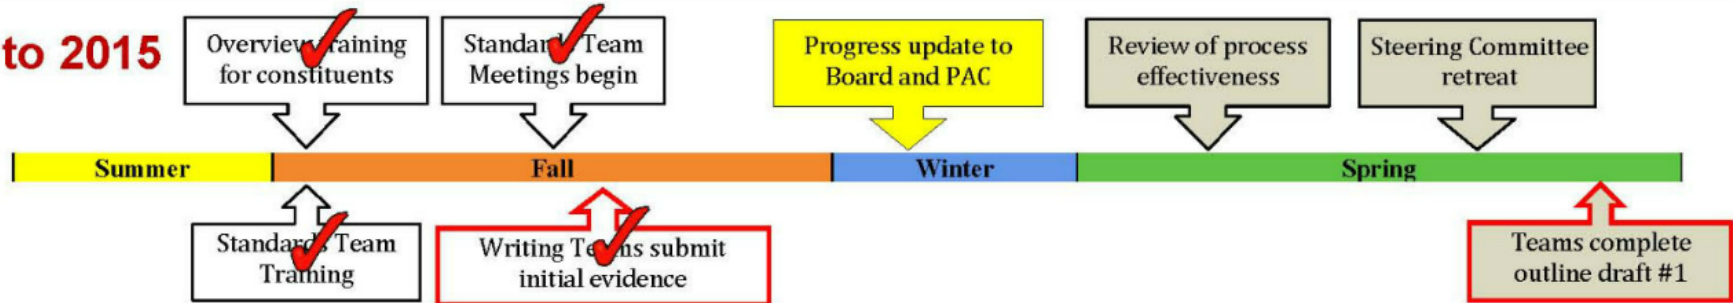 to 2015
Overview training
for constituents
Standards Team
Meetings begin
Progress update to
Board and PAC
Review of process
effectiveness
Steering Committee
retreat
Summer
Fall
Winter
Spring
Standards Team
Training
Writing Teams submit
initial evidence
Teams complete
outline draft #1